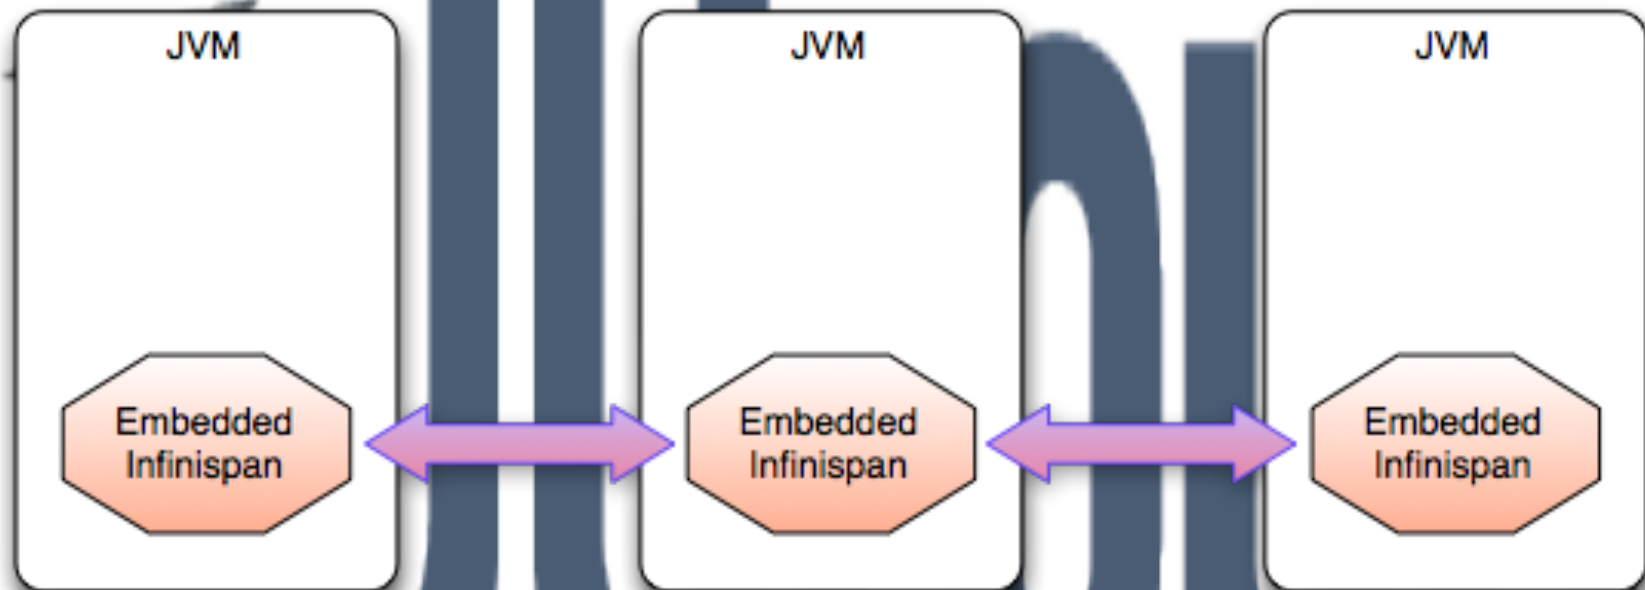 JVM
JVM
JVM
Embedded
Infinispan
Embedded
Infinispan
Embedded
Infinispan